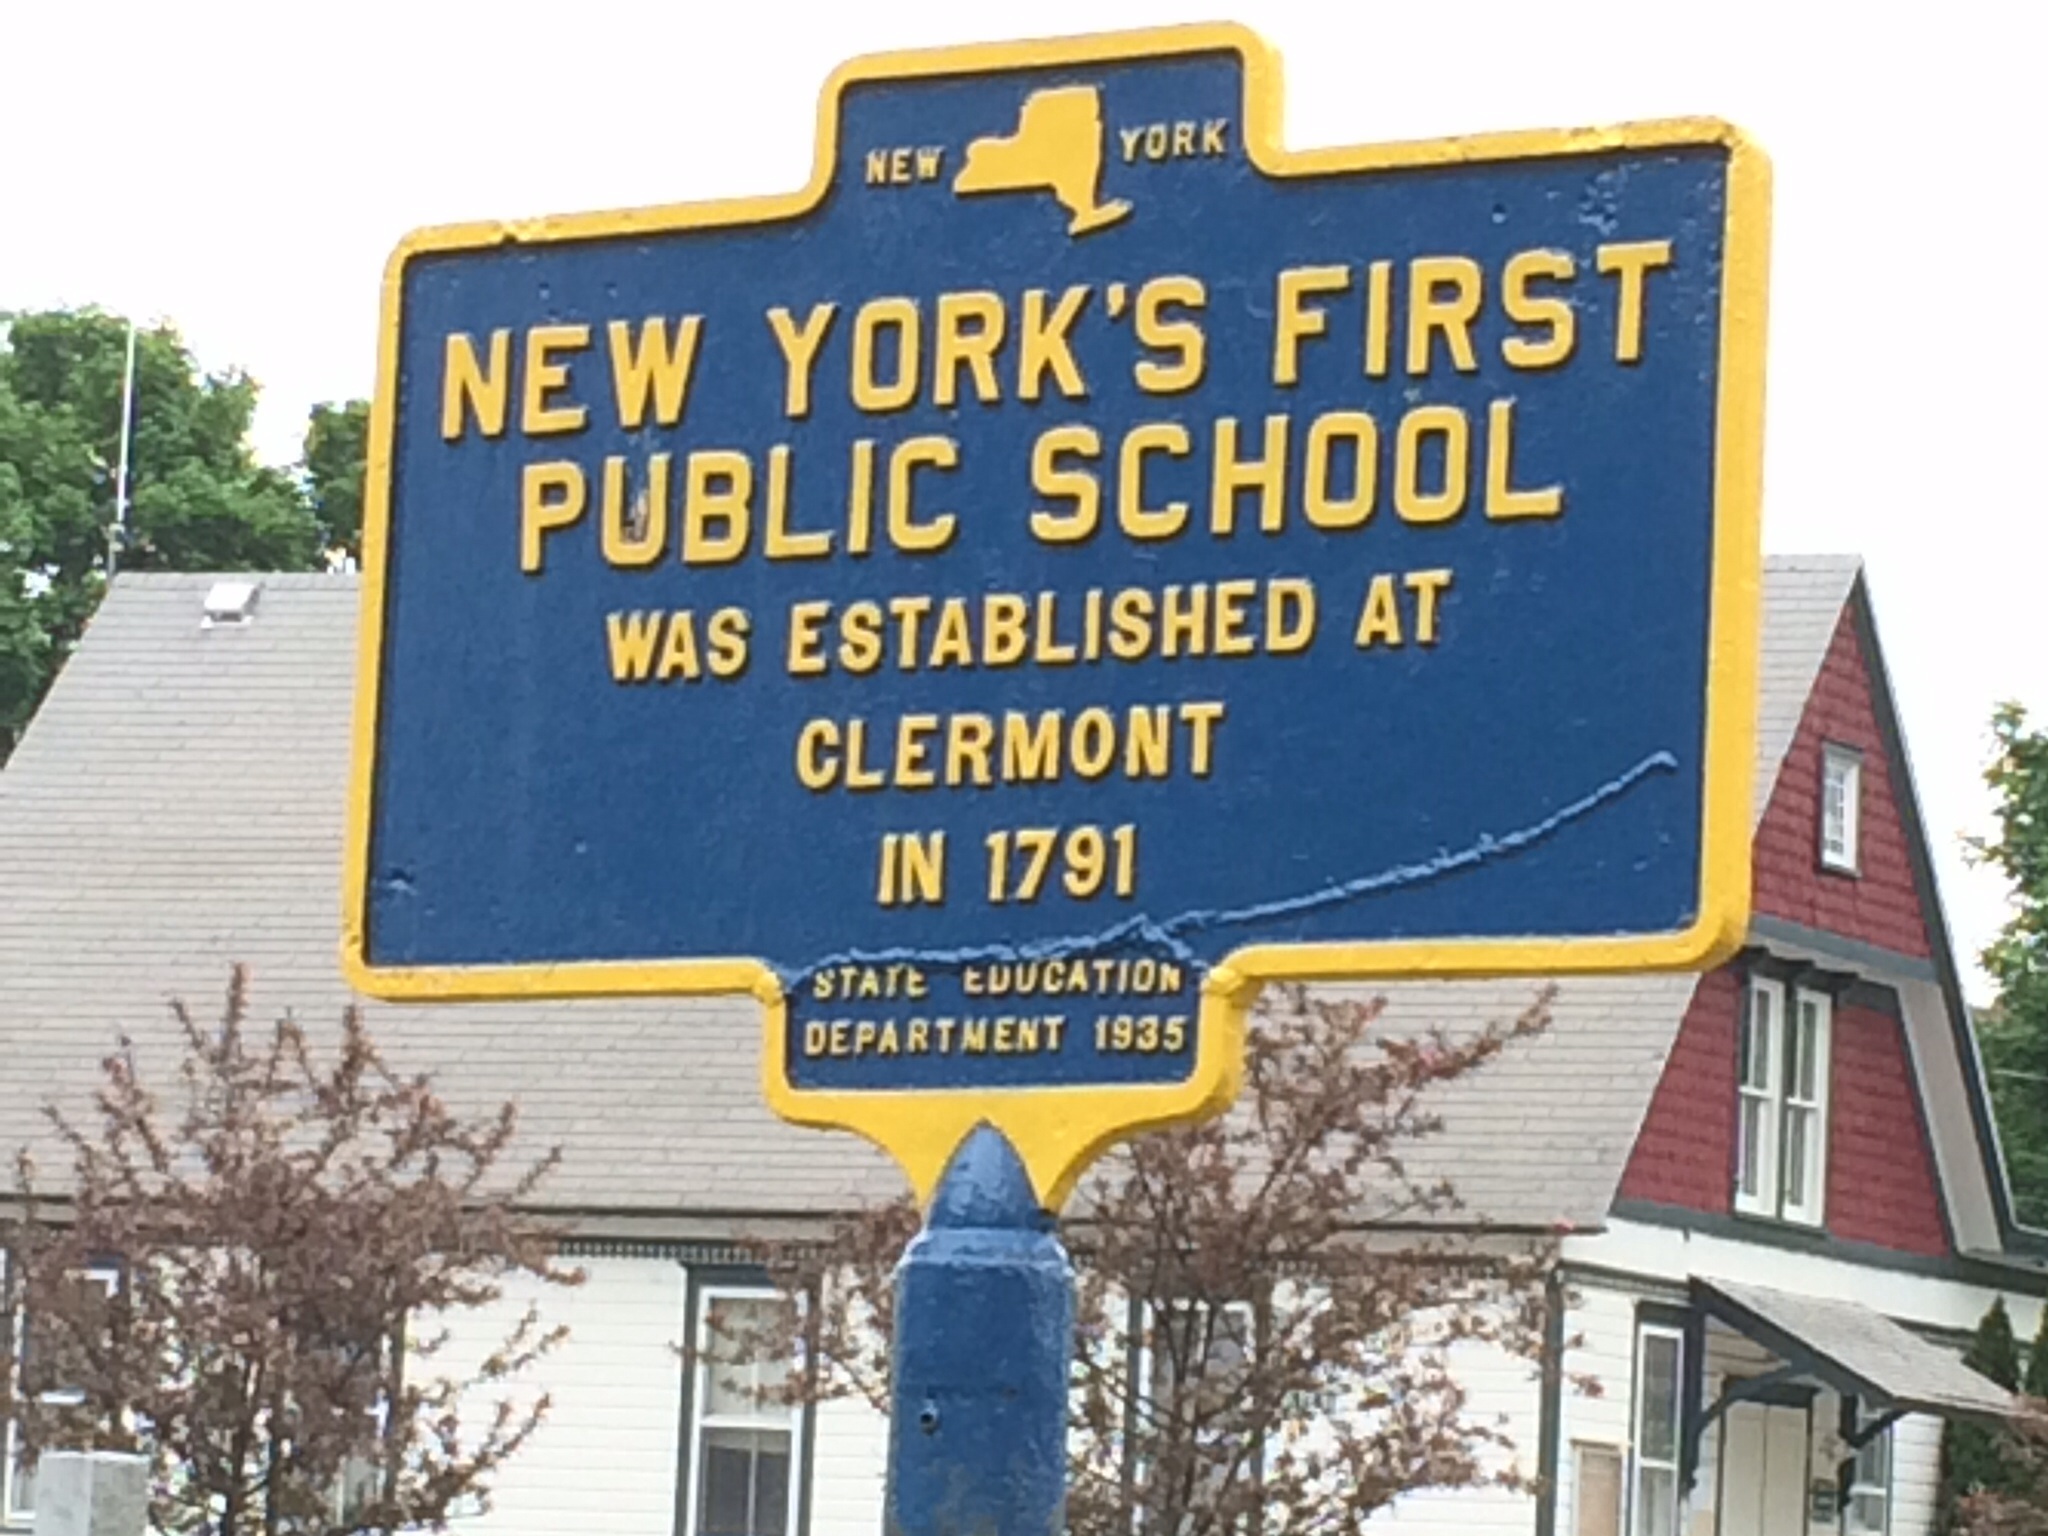 NEW YORK
NEW YORK'S FIRST
PUBLIC SCHOOL
WAS ESTABLISHED AT
CLERMONT
IN 1791
STATE EDUCATION
DEPARTMENT 1935